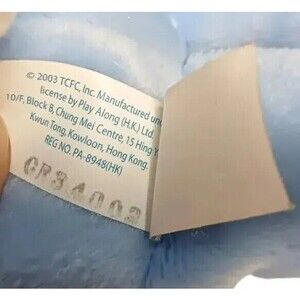 © 2003 TCFC, Inc. Manufactured und
license by Play Along (H.K.) Ltd
10/F, Block B, Chung Mei Centre, 15 Hing Y
Kwun Tong, Kowloon, Hong Kong.
REG NO. PA-8948(HK)